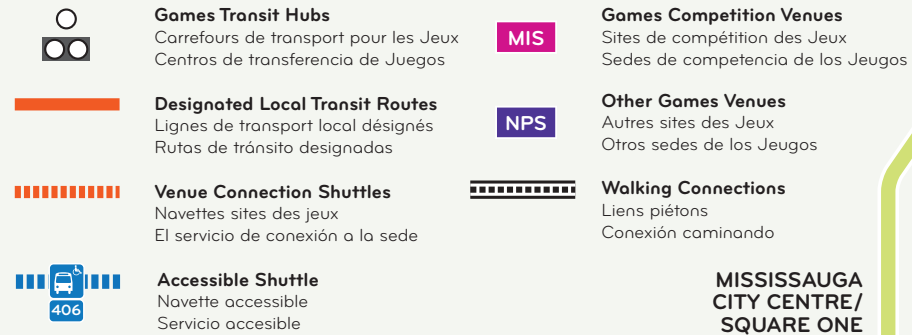 Games Transit Hubs
Carrefours de transport pour les Jeux
Centros de transferencia de Juegos
Designated Local Transit Routes
Lignes de transport local désignés
Rutas de tránsito designadas
Venue Connection Shuttles
Navettes sites des jeux
El servicio de conexión a la sede
406
Accessible Shuttle
Navette accessible
Servicio accesible
MIS
Games Competition Venues
Sites de compétition des Jeux
Sedes de competencia de los Jeugos
NPS
Other Games Venues
Autres sites des Jeux
Otros sedes de los Jeugos
Walking Connections
Liens piétons
Conexión caminando
MISSISSAUGA
CITY CENTRE/
SQUARE ONE